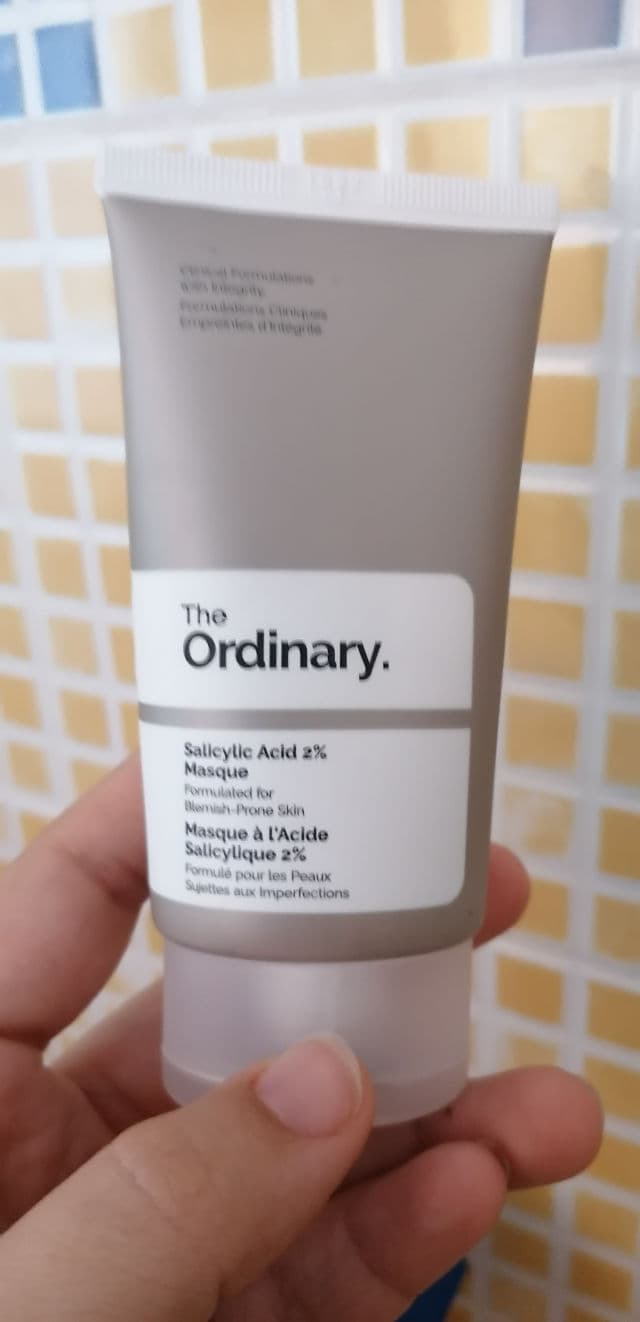 Clinical Formulations
with Integrity.
Formulations Cliniques
Empreintes d'Intégrité.
The
Ordinary.
Salicylic Acid 2%
Masque
Formulated for
Blemish-Prone Skin
Masque à l'Acide
Salicylique 2%
Formulé pour les Peaux
Sujettes aux Imperfections